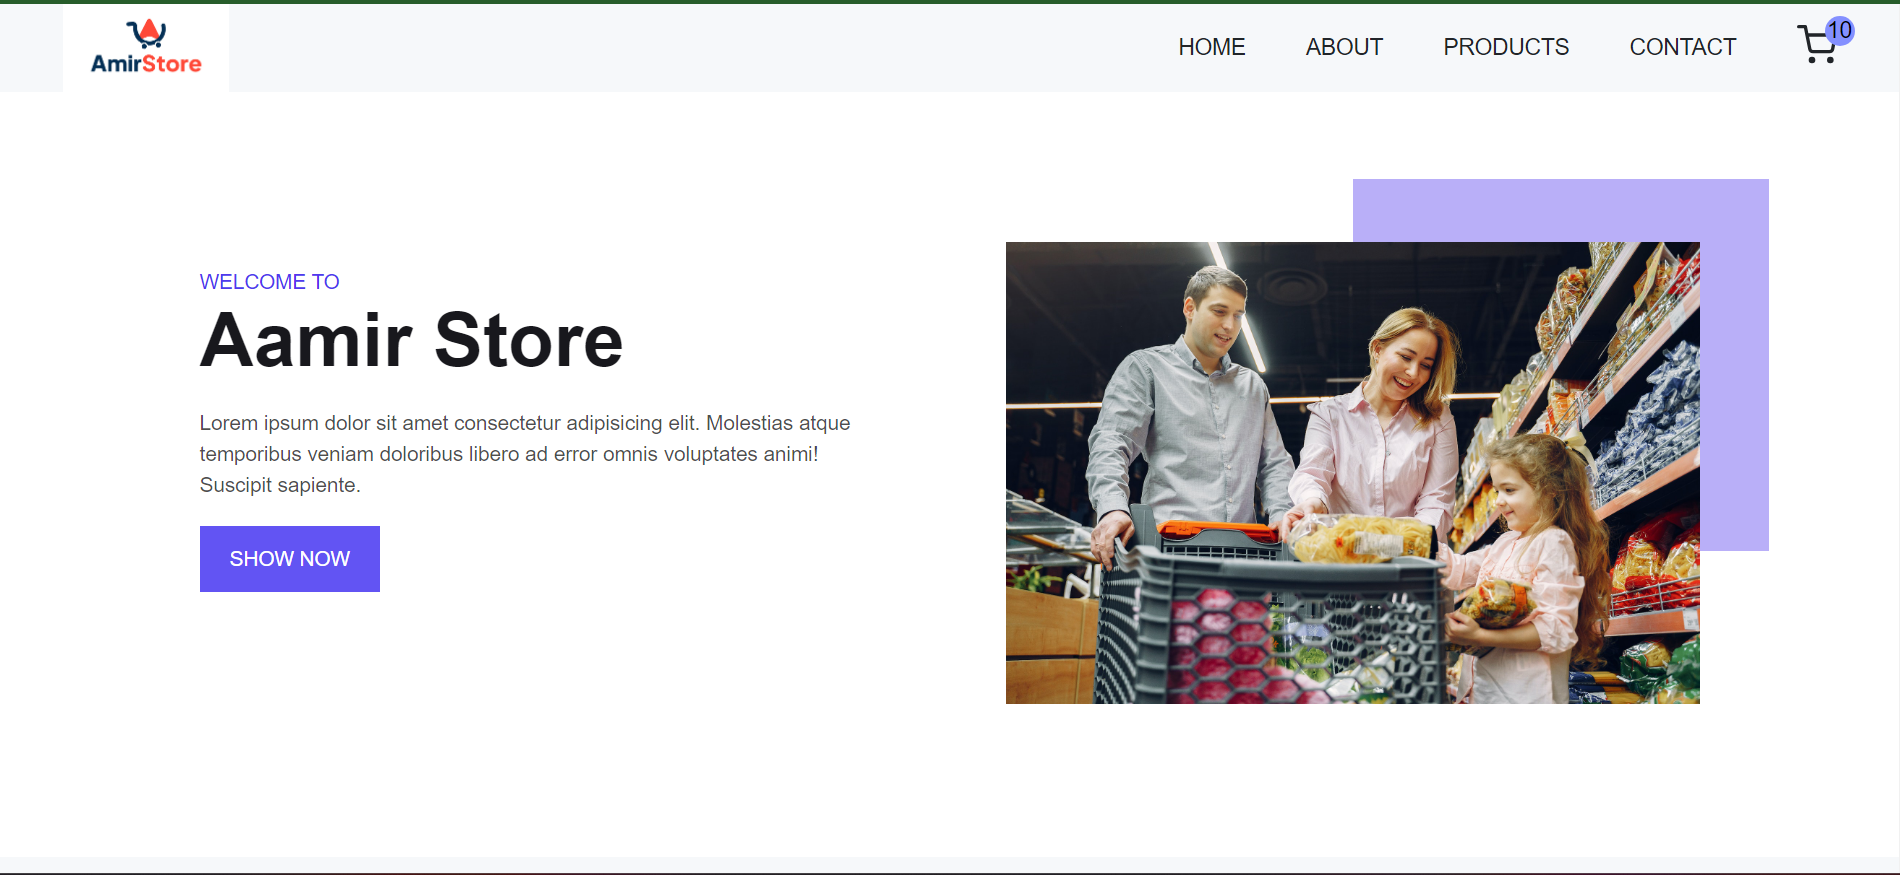 AmirStore
HOME ABOUT PRODUCTS CONTACT 10
WELCOME TO
Aamir Store
Lorem ipsum dolor sit amet consectetur adipisicing elit. Molestias atque
temporibus veniam doloribus libero ad error omnis voluptates animi!
Suscipit sapiente.
SHOW NOW